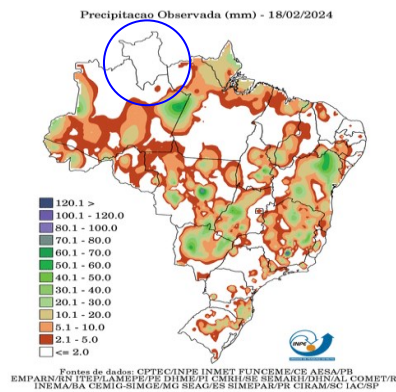 Precipitacao Observada (mm) - 18/02/2024
120.1 >
100.1 - 120.0
80.1 - 100.0
70.1 - 80.0
60.1 - 70.0
50.1 - 60.0
40.1 - 50.0
30.1 - 40.0
20.1 - 30.0
10.1 - 20.0
5.1 - 10.0
2.1 - 5.0
<= 2.0
INPE
Fontes de dados: CPTEC/INPE INMET FUNCEME/CE AESA/PB
EMPARN/RN ITEP/LAMEPE/PE DHME/PI CMRH/SE SEMARH/DHN/AL COMET/R
INEMA/BA CEMIG-SIMGE/MG SEAG/ES SIMEPAR/PR CIRAM/SC IAC/SP